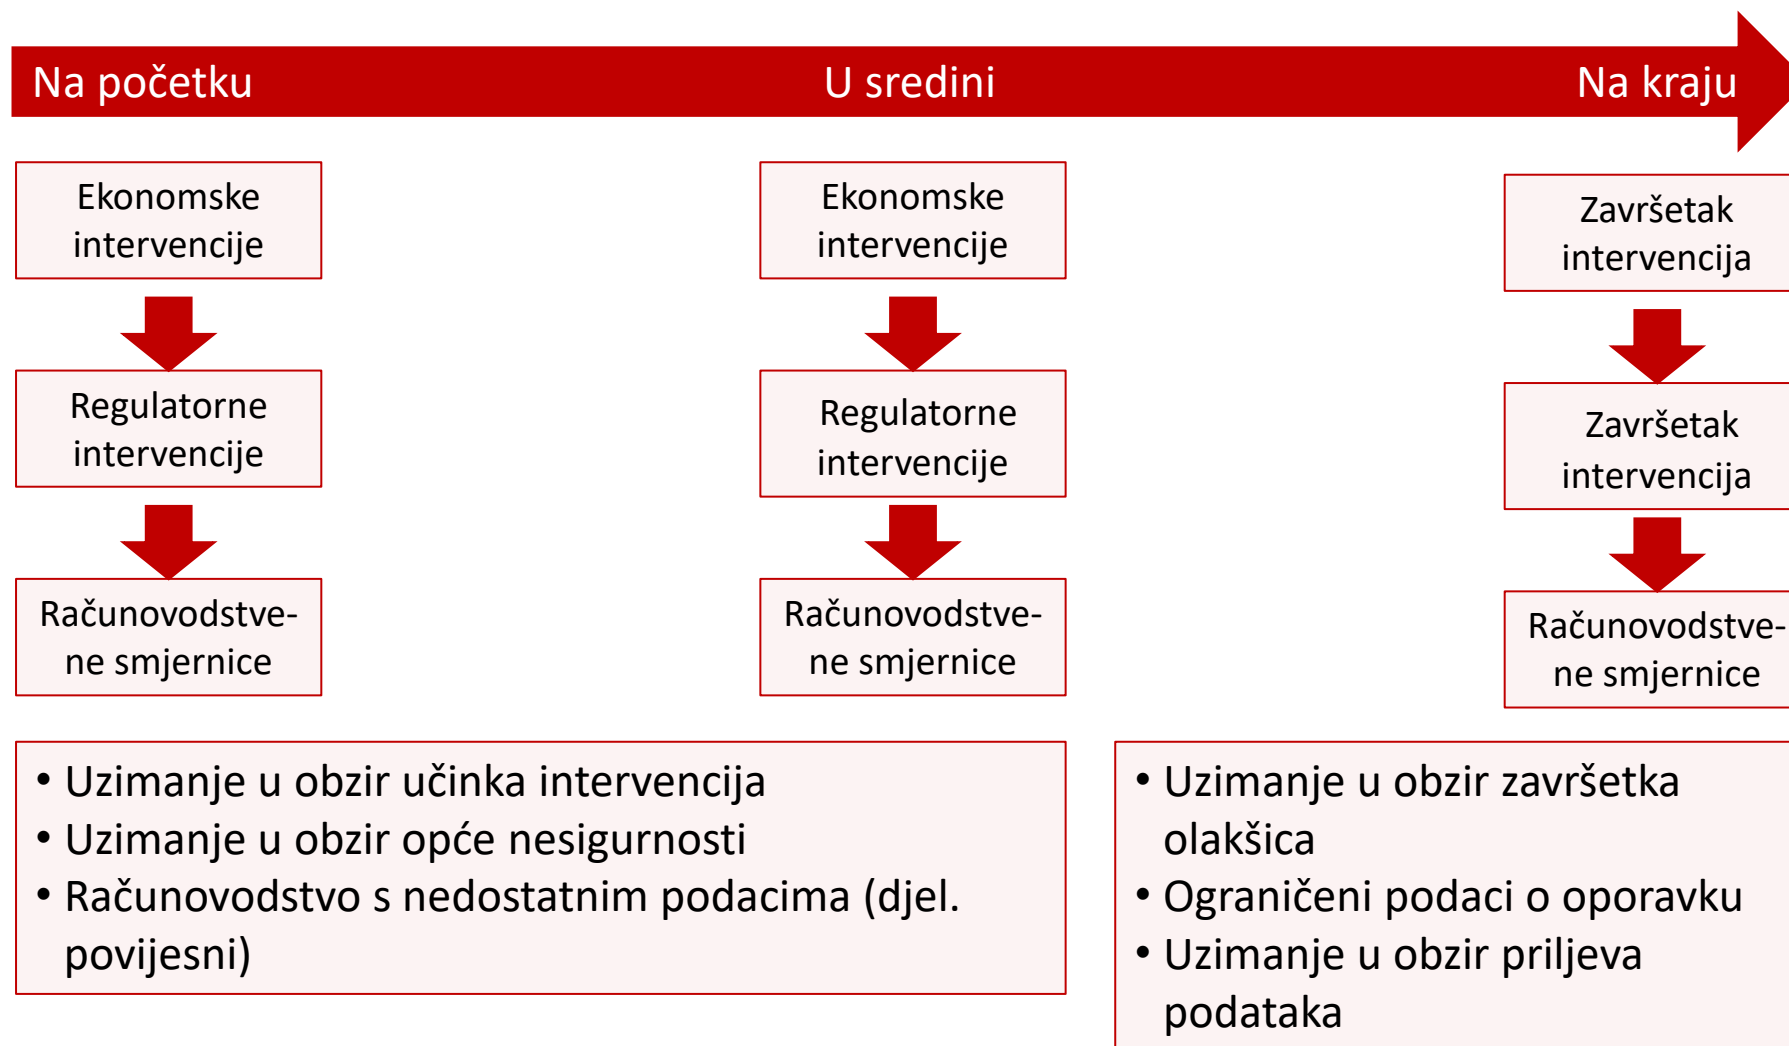 Na početku
U sredini
Na kraju
Ekonomske
intervencije
Regulatorne
intervencije
Računovodstve-
ne smjernice
Ekonomske
intervencije
Regulatorne
intervencije
Računovodstve-
ne smjernice
Završetak
intervencija
Završetak
intervencija
Računovodstve-
ne smjernice
• Uzimanje u obzir učinka intervencija
• Uzimanje u obzir opće nesigurnosti
• Računovodstvo s nedostatnim podacima (djel.
povijesni)
• Uzimanje u obzir završetka
olakšica
• Ograničeni podaci o oporavku
• Uzimanje u obzir priljeva
podataka